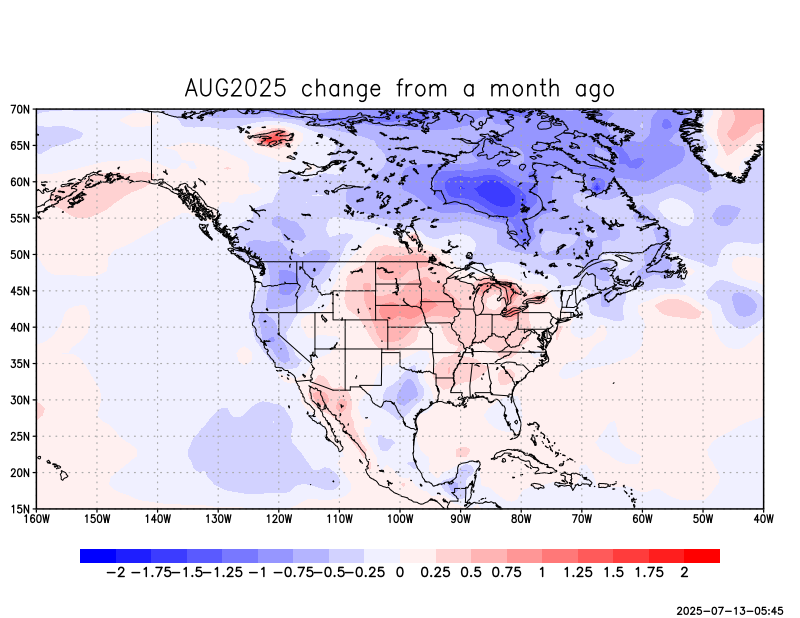 AUG2025 change from a month ago
70N
65N
60N
55N
50N
45N
40N
35N
30N
25N
20N
15N
160W 150W 140W 130W 120W 110W 100W 90W 80W 70W 60W 50W 40W
-2 -1.75 -1.5 -1.25 -1 -0.75 -0.5 -0.25 0 0.25 0.5 0.75 1 1.25 1.5 1.75 2
2025-07-13-05:45